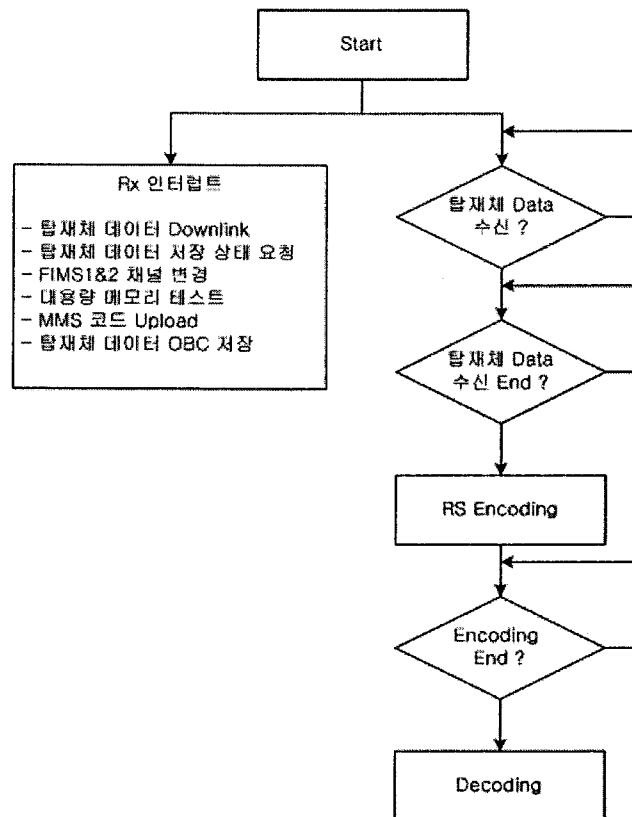 Start
Rx 인터럽트
- 탑재체 데이터 Downlink
- 탑재체 데이터 저장 상태 요청
- FIMS1&2 채널 변경
- 대용량 메모리 테스트
- MMS 코드 Upload
- 탑재체 데이터 OBC 저장
탑재체 Data
수신 ?
탑재체 Data
수신 End ?
RS Encoding
Encoding
End ?
Decoding